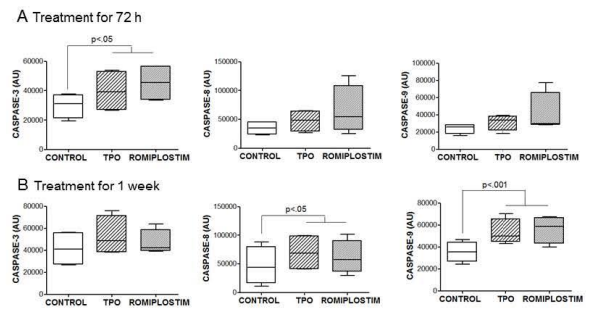 A Treatment for 72 h
p<.05
CASPASE-3 (AU)
60000
40000
20000
0
CONTROL TPO ROMIPLOSTIM
CASPASE-8 (AU)
150000
100000
50000
0
CONTROL TPO ROMIPLOSTIM
CASPASE-9 (AU)
100000
80000
60000
40000
20000
0
CONTROL TPO ROMIPLOSTIM
B Treatment for 1 week
CASPASE-3 (AU)
80000
60000
40000
20000
0
CONTROL TPO ROMIPLOSTIM
p<.05
CASPASE-8 (AU)
150000
100000
50000
0
CONTROL TPO ROMIPLOSTIM
p<.001
CASPASE-9 (AU)
80000
60000
40000
20000
0
CONTROL TPO ROMIPLOSTIM